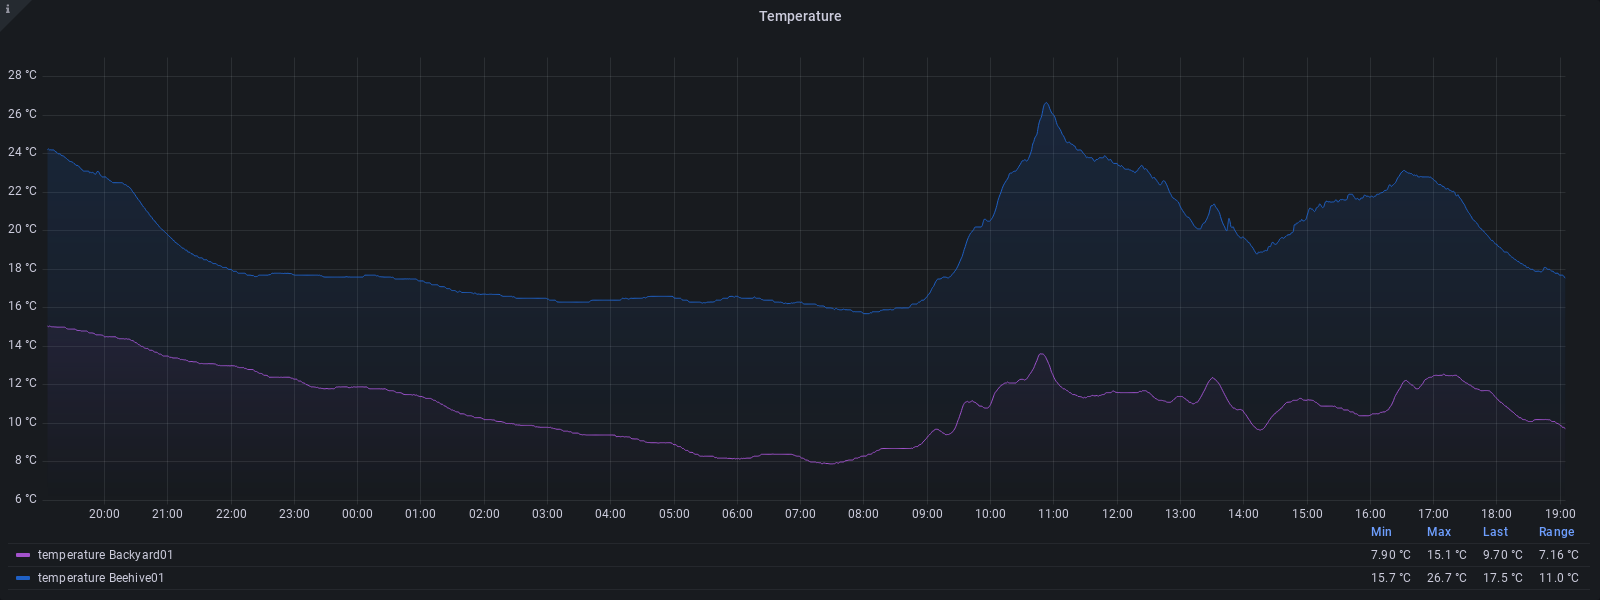 i
Temperature
28 °C
26 °C
24 °C
22 °C
20 °C
18 °C
16 °C
14 °C
12 °C
10 °C
8 °C
6 °C
20:00 21:00 22:00 23:00 00:00 01:00 02:00 03:00 04:00 05:00 06:00 07:00 08:00 09:00 10:00 11:00 12:00 13:00 14:00 15:00 16:00 17:00 18:00 19:00
Min Max Last Range
temperature Backyard01 7.90 °C 15.1 °C 9.70 °C 7.16 °C
temperature Beehive01 15.7 °C 26.7 °C 17.5 °C 11.0 °C